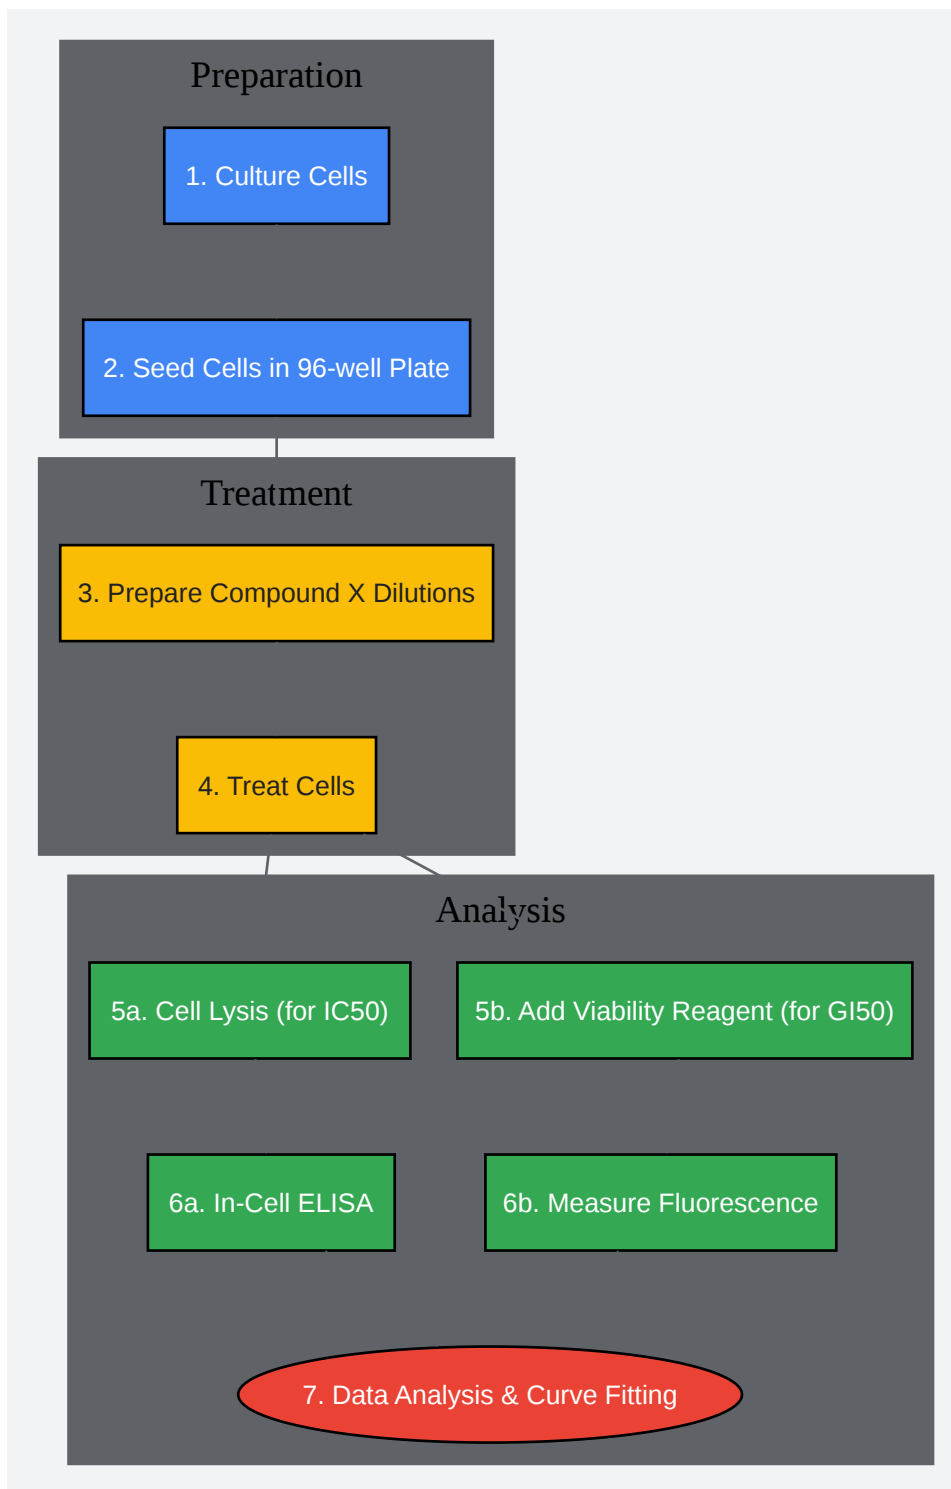 Preparation
1. Culture Cells
2. Seed Cells in 96-well Plate
Treatment
3. Prepare Compound X Dilutions
4. Treat Cells
Analysis
5a. Cell Lysis (for IC50)
5b. Add Viability Reagent (for GI50)
6a. In-Cell ELISA
6b. Measure Fluorescence
7. Data Analysis & Curve Fitting